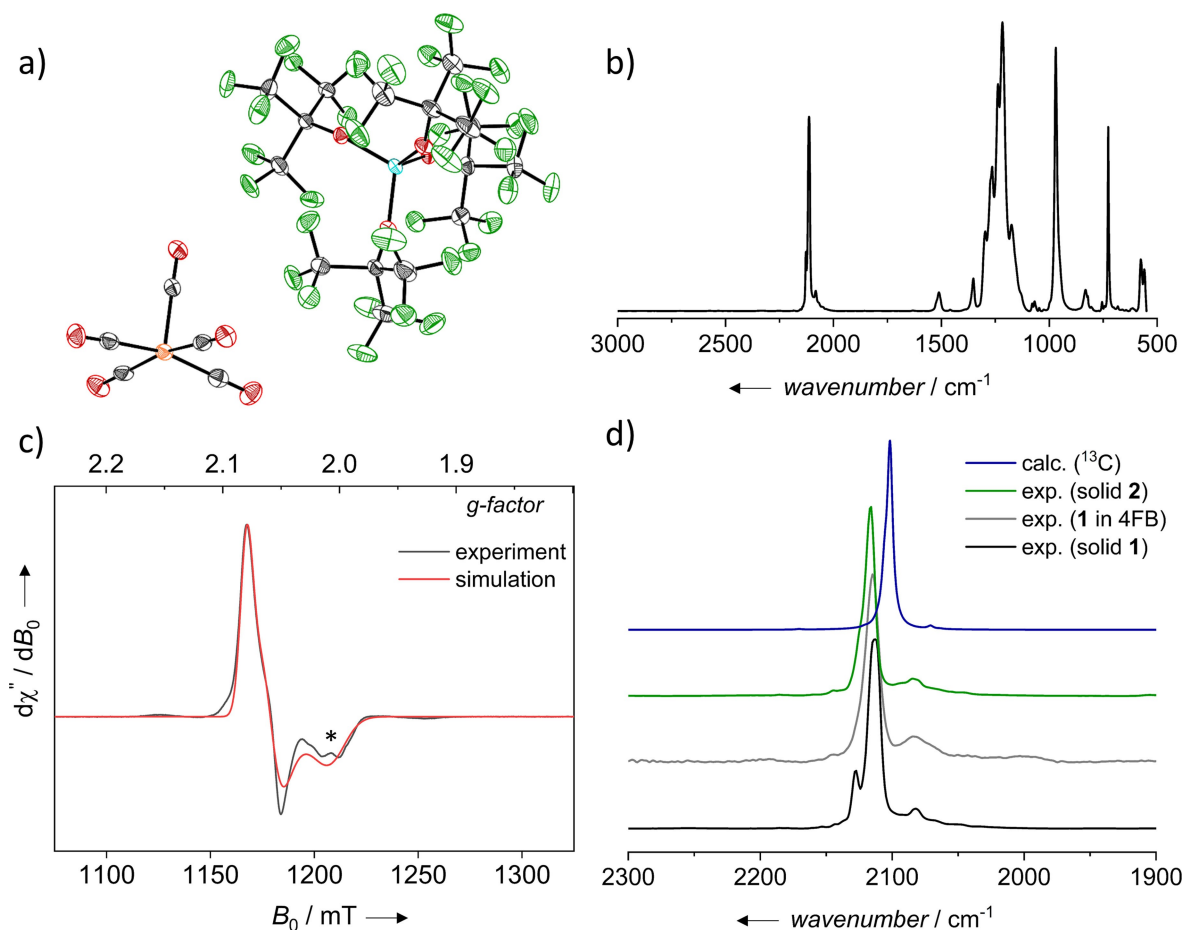 a)
b)
3000 2500 2000 1500 1000 500
wavenumber / cm⁻¹
c)
2.2 2.1 2.0 1.9
g-factor
experiment
simulation
*
dχ" / dB₀
1100 1150 1200 1250 1300
B₀ / mT
d)
calc. (¹³C)
exp. (solid 2)
exp. (1 in 4FB)
exp. (solid 1)
2300 2200 2100 2000 1900
wavenumber / cm⁻¹